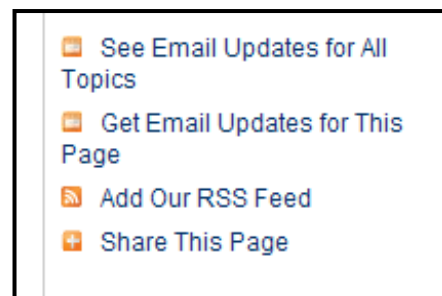 See Email Updates for All
Topics
Get Email Updates for This
Page
Add Our RSS Feed
Share This Page